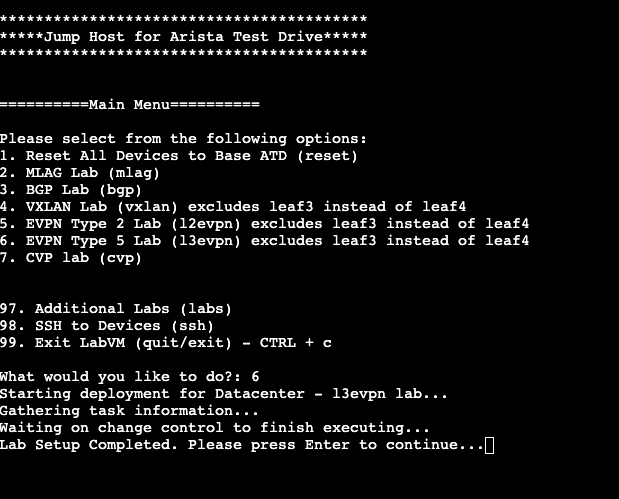 *****************************************
*****Jump Host for Arista Test Drive*****
*****************************************
==========Main Menu==========
Please select from the following options:
1. Reset All Devices to Base ATD (reset)
2. MLAG Lab (mlag)
3. BGP Lab (bgp)
4. VXLAN Lab (vxlan) excludes leaf3 instead of leaf4
5. EVPN Type 2 Lab (l2evpn) excludes leaf3 instead of leaf4
6. EVPN Type 5 Lab (l3evpn) excludes leaf3 instead of leaf4
7. CVP lab (cvp)
97. Additional Labs (labs)
98. SSH to Devices (ssh)
99. Exit LabVM (quit/exit) - CTRL + c
What would you like to do?: 6
Starting deployment for Datacenter - l3evpn lab...
Gathering task information...
Waiting on change control to finish executing...
Lab Setup Completed. Please press Enter to continue...